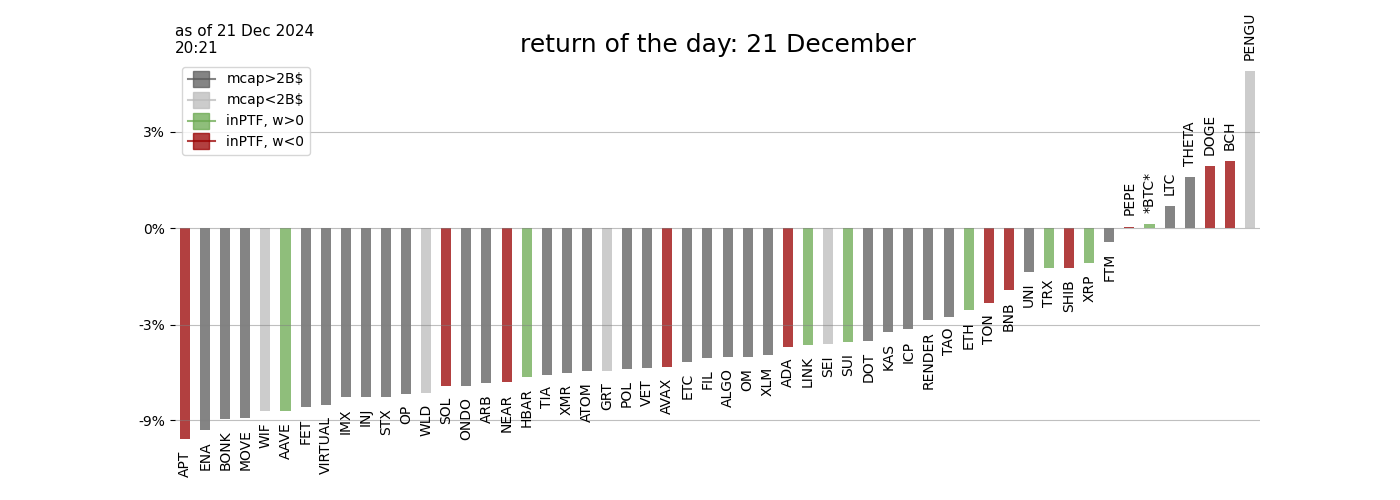 as of 21 Dec 2024
20:21
return of the day: 21 December
mcap>2B$
mcap<2B$
inPTF, w>0
inPTF, w<0
3%
0%
-3%
-9%
APT
ENA
BONK
MOVE
WIF
AAVE
FET
VIRTUAL
IMX
INJ
STX
OP
WLD
SOL
ONDO
ARB
NEAR
HBAR
TIA
XMR
ATOM
GRT
POL
VET
AVAX
ETC
FIL
ALGO
OM
XLM
ADA
LINK
SEI
SUI
DOT
KAS
ICP
RENDER
TAO
ETH
TON
BNB
UNI
TRX
SHIB
XRP
FTM
PEPE
*BTC*
LTC
THETA
DOGE
BCH
PENGU